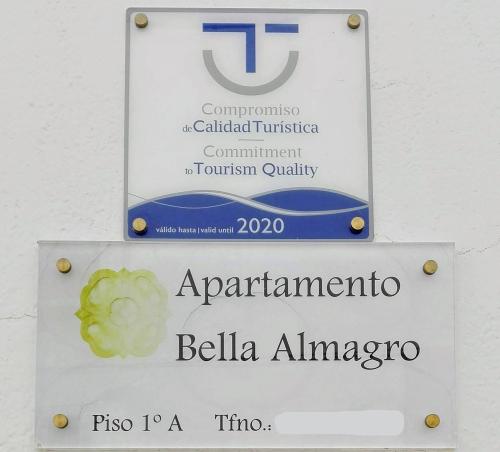 Compromiso
de Calidad Turística
Commitment
to Tourism Quality
válido hasta | valid until 2020
Apartamento
Bella Almagro
Piso 1º A Tfno.: